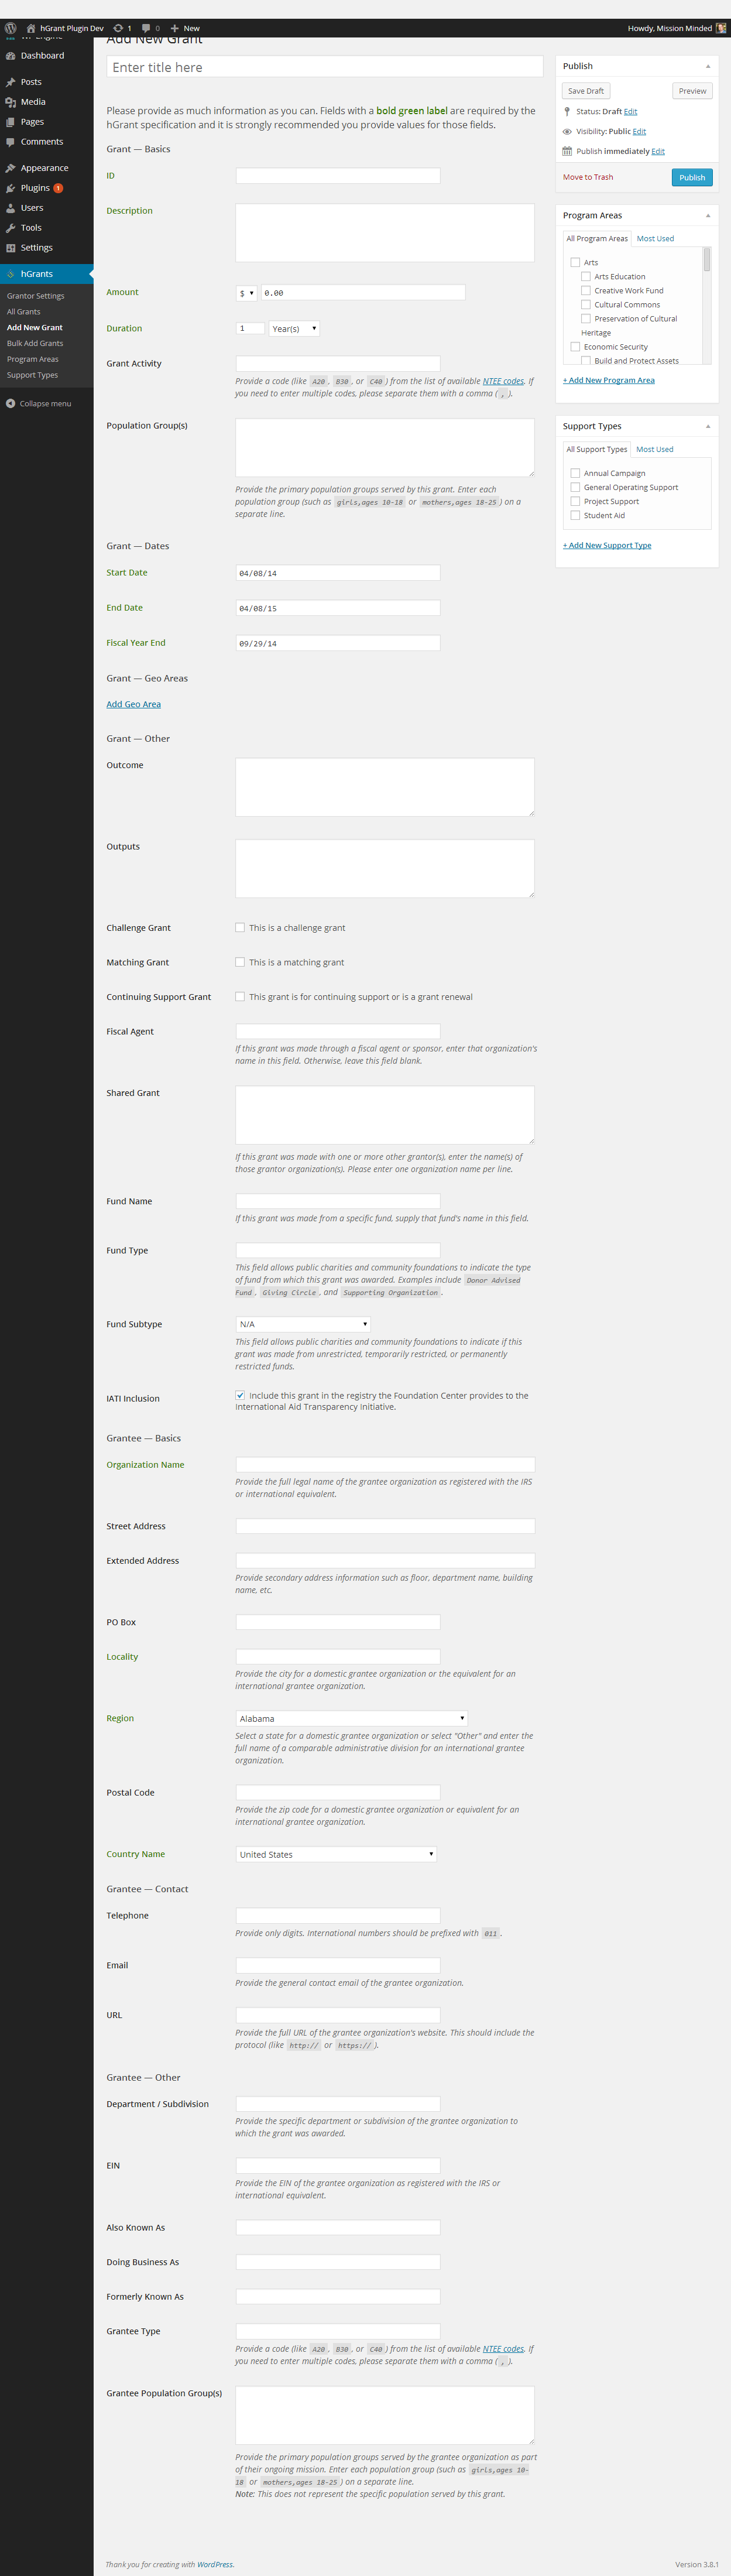 hGrant Plugin Dev 1 0 New Howdy, Mission Minded
WP Engine
Dashboard
Posts
Media
Pages
Comments
Appearance
Plugins 1
Users
Tools
Settings
hGrants
Grantor Settings
All Grants
Add New Grant
Bulk Add Grants
Program Areas
Support Types
Collapse menu
Add New Grant
Enter title here
Please provide as much information as you can. Fields with a bold green label are required by the
hGrant specification and it is strongly recommended you provide values for those fields.
Grant — Basics
ID
Description
Amount $ 0.00
Duration 1 Year(s)
Grant Activity
Provide a code (like A20, B30, or C40) from the list of available NTEE codes. If
you need to enter multiple codes, please separate them with a comma (,).
Population Group(s)
Provide the primary population groups served by this grant. Enter each
population group (such as girls,ages 10-18 or mothers,ages 18-25) on a
separate line.
Grant — Dates
Start Date 04/08/14
End Date 04/08/15
Fiscal Year End 09/29/14
Grant — Geo Areas
Add Geo Area
Grant — Other
Outcome
Outputs
Challenge Grant This is a challenge grant
Matching Grant This is a matching grant
Continuing Support Grant This grant is for continuing support or is a grant renewal
Fiscal Agent
If this grant was made through a fiscal agent or sponsor, enter that organization's
name in this field. Otherwise, leave this field blank.
Shared Grant
If this grant was made with one or more other grantor(s), enter the name(s) of
those grantor organization(s). Please enter one organization name per line.
Fund Name
If this grant was made from a specific fund, supply that fund's name in this field.
Fund Type
This field allows public charities and community foundations to indicate the type
of fund from which this grant was awarded. Examples include Donor Advised
Fund, Giving Circle, and Supporting Organization.
Fund Subtype N/A
This field allows public charities and community foundations to indicate if this
grant was made from unrestricted, temporarily restricted, or permanently
restricted funds.
IATI Inclusion Include this grant in the registry the Foundation Center provides to the
International Aid Transparency Initiative.
Grantee — Basics
Organization Name
Provide the full legal name of the grantee organization as registered with the IRS
or international equivalent.
Street Address
Extended Address
Provide secondary address information such as floor, department name, building
name, etc.
PO Box
Locality
Provide the city for a domestic grantee organization or the equivalent for an
international grantee organization.
Region Alabama
Select a state for a domestic grantee organization or select "Other" and enter the
full name of a comparable administrative division for an international grantee
organization.
Postal Code
Provide the zip code for a domestic grantee organization or equivalent for an
international grantee organization.
Country Name United States
Grantee — Contact
Telephone
Provide only digits. International numbers should be prefixed with 011.
Email
Provide the general contact email of the grantee organization.
URL
Provide the full URL of the grantee organization's website. This should include the
protocol (like http:// or https://).
Grantee — Other
Department / Subdivision
Provide the specific department or subdivision of the grantee organization to
which the grant was awarded.
EIN
Provide the EIN of the grantee organization as registered with the IRS or
international equivalent.
Also Known As
Doing Business As
Formerly Known As
Grantee Type
Provide a code (like A20, B30, or C40) from the list of available NTEE codes. If
you need to enter multiple codes, please separate them with a comma (,).
Grantee Population Group(s)
Provide the primary population groups served by the grantee organization as part
of their ongoing mission. Enter each population group (such as girls,ages 10-
18 or mothers,ages 18-25) on a separate line.
Note: This does not represent the specific population served by this grant.
Publish
Save Draft Preview
Status: Draft Edit
Visibility: Public Edit
Publish immediately Edit
Move to Trash Publish
Program Areas
All Program Areas Most Used
Arts
Arts Education
Creative Work Fund
Cultural Commons
Preservation of Cultural
Heritage
Economic Security
Build and Protect Assets
+ Add New Program Area
Support Types
All Support Types Most Used
Annual Campaign
General Operating Support
Project Support
Student Aid
+ Add New Support Type
Thank you for creating with WordPress. Version 3.8.1